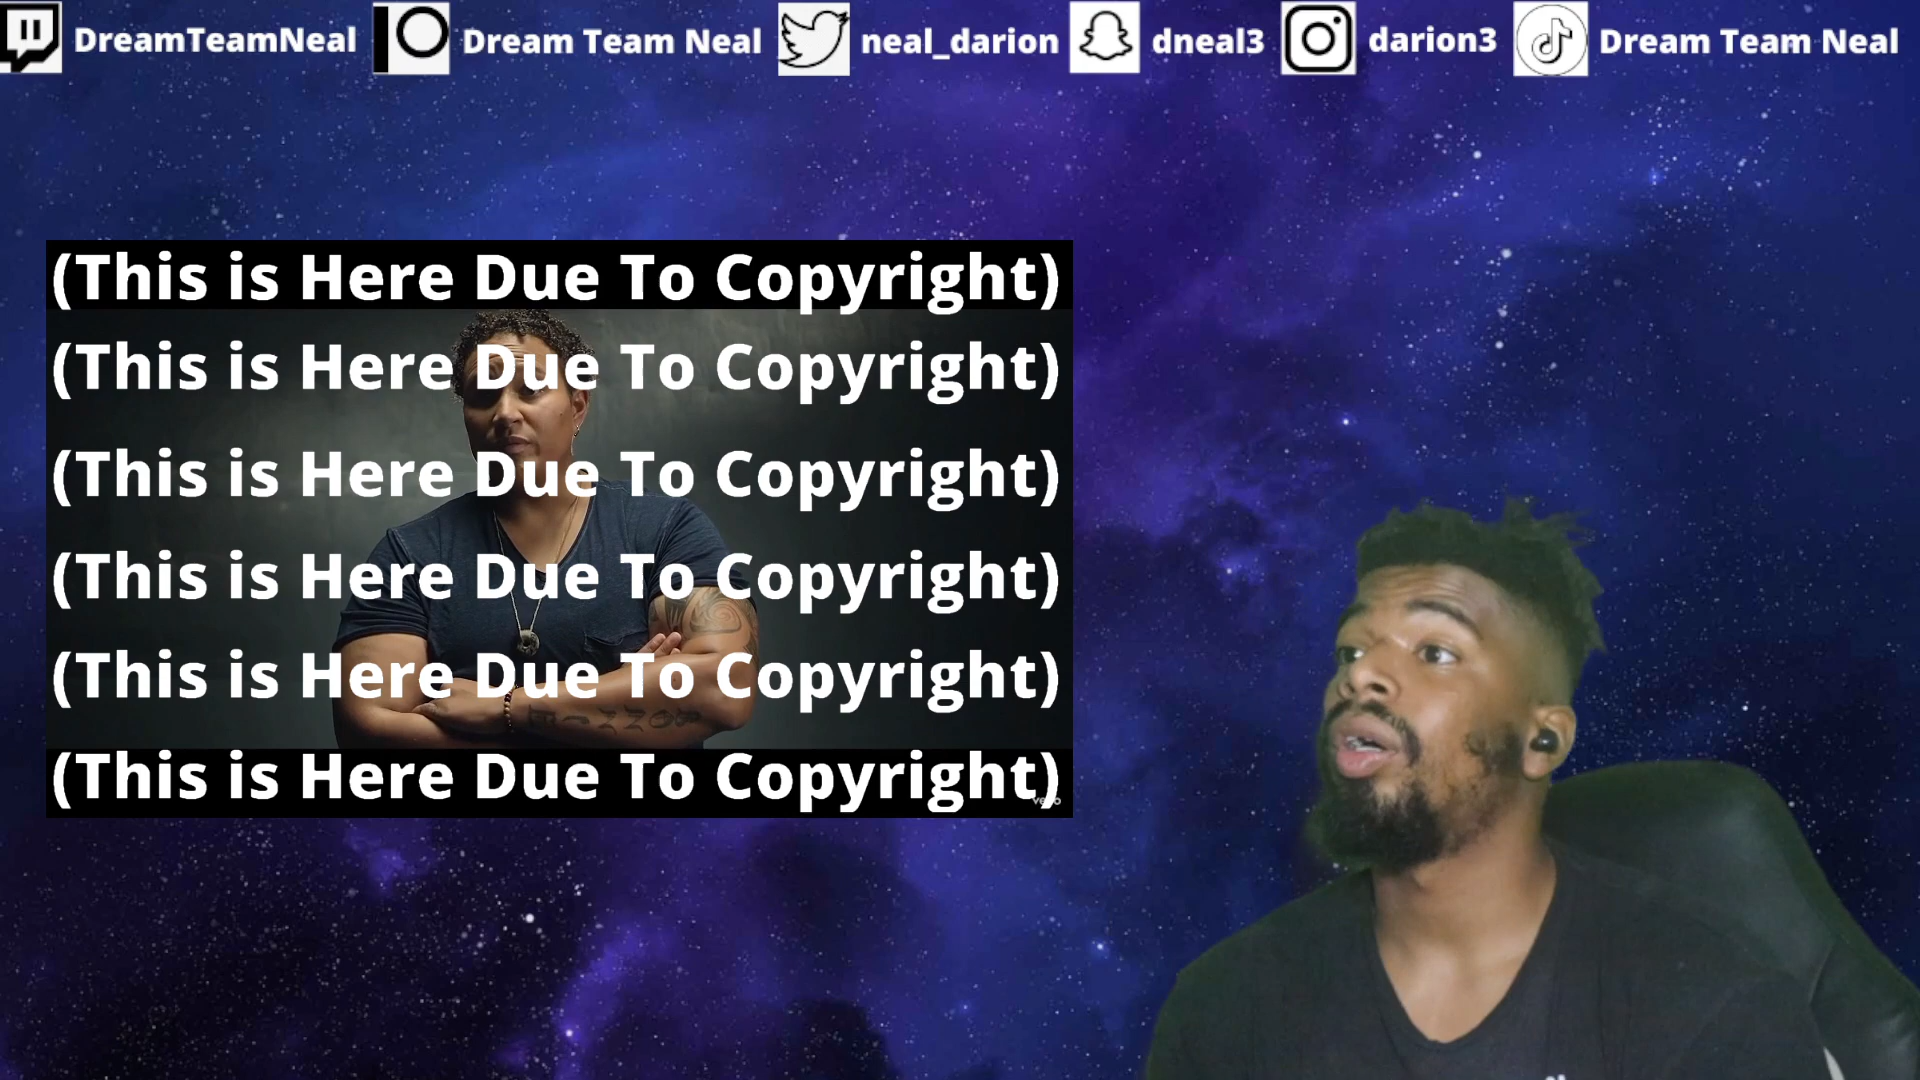 DreamTeamNeal Dream Team Neal neal_darion dneal3 darion3 Dream Team Neal
(This is Here Due To Copyright)
(This is Here Due To Copyright)
(This is Here Due To Copyright)
(This is Here Due To Copyright)
(This is Here Due To Copyright)
(This is Here Due To Copyright)
vevo